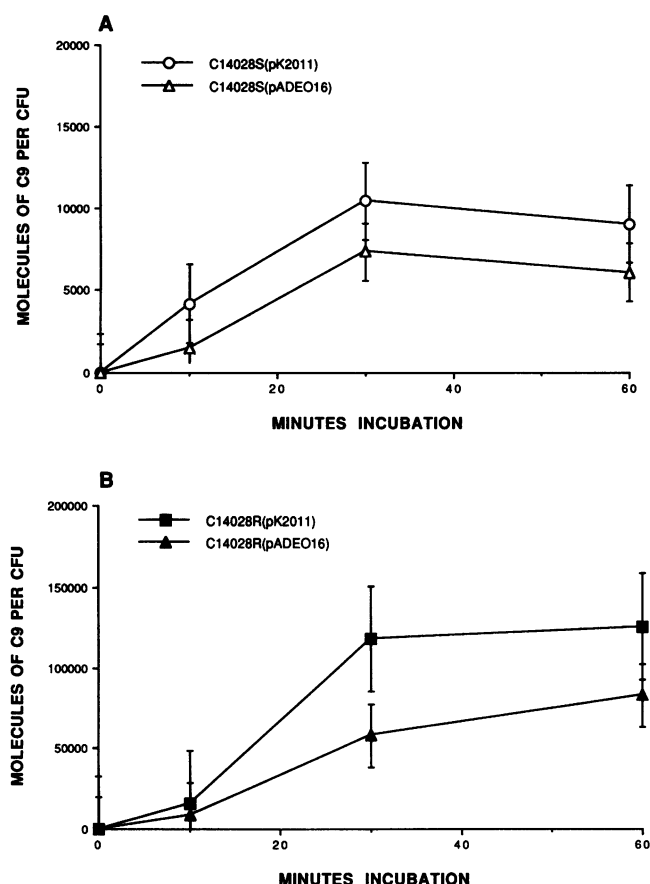 A
20000
15000
10000
5000
0
MOLECULES OF C9 PER CFU
C14028S(pK2011)
C14028S(pADEO16)
0 20 40 60
MINUTES INCUBATION
B
200000
150000
100000
50000
0
MOLECULES OF C9 PER CFU
C14028R(pK2011)
C14028R(pADEO16)
0 20 40 60
MINUTES INCUBATION